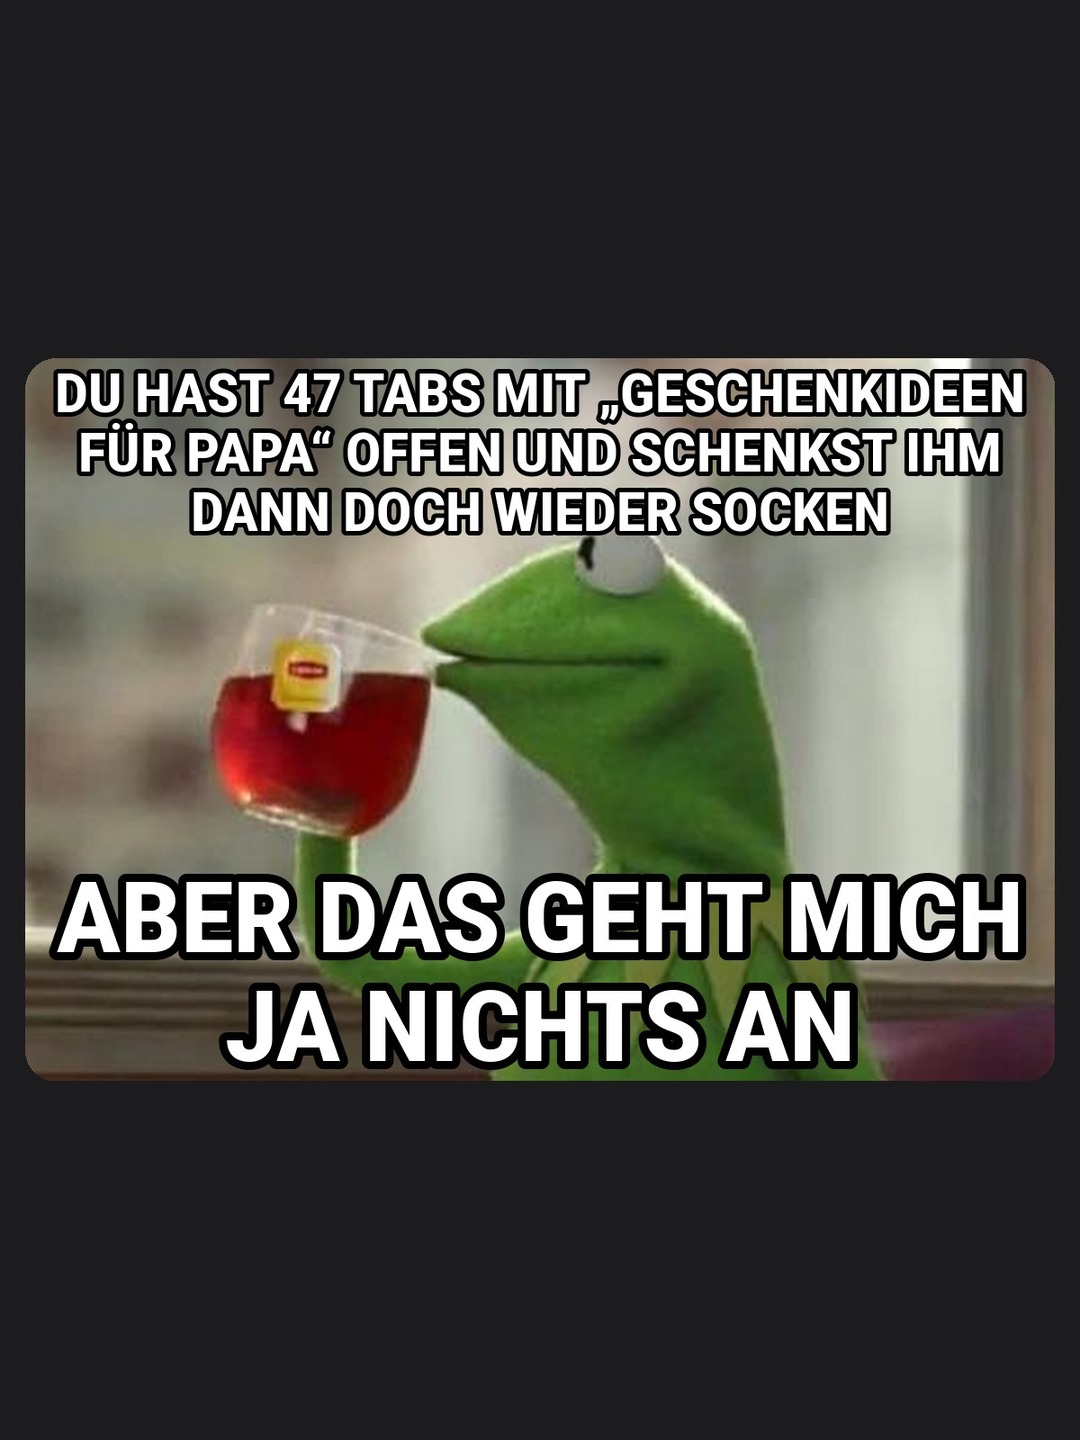 DU HAST 47 TABS MIT „GESCHENKIDEEN
FÜR PAPA“ OFFEN UND SCHENKST IHM
DANN DOCH WIEDER SOCKEN
ABER DAS GEHT MICH
JA NICHTS AN